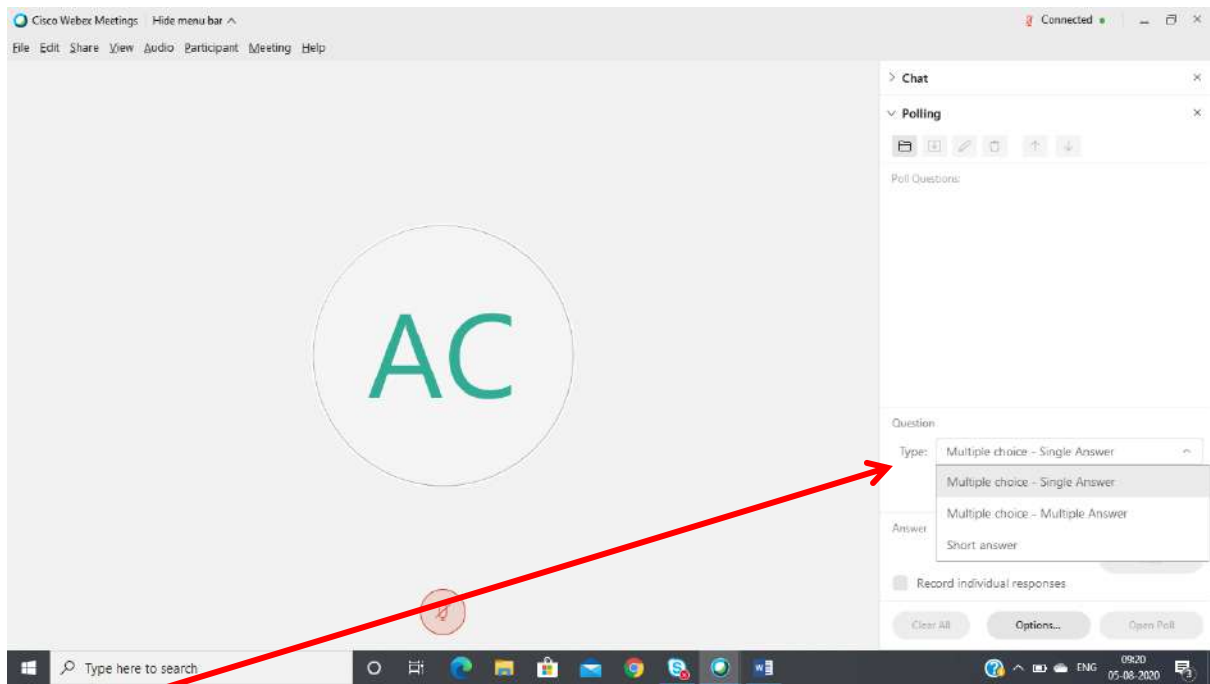 Cisco Webex Meetings Hide menu bar Connected
File Edit Share View Audio Participant Meeting Help
Chat
Polling
Poll Questions:
AC
Question
Type: Multiple choice - Single Answer
Multiple choice - Single Answer
Multiple choice - Multiple Answer
Answer
Short answer
Record individual responses
Clear All Options... Open Poll
Type here to search
ENG
09:20
05-08-2020